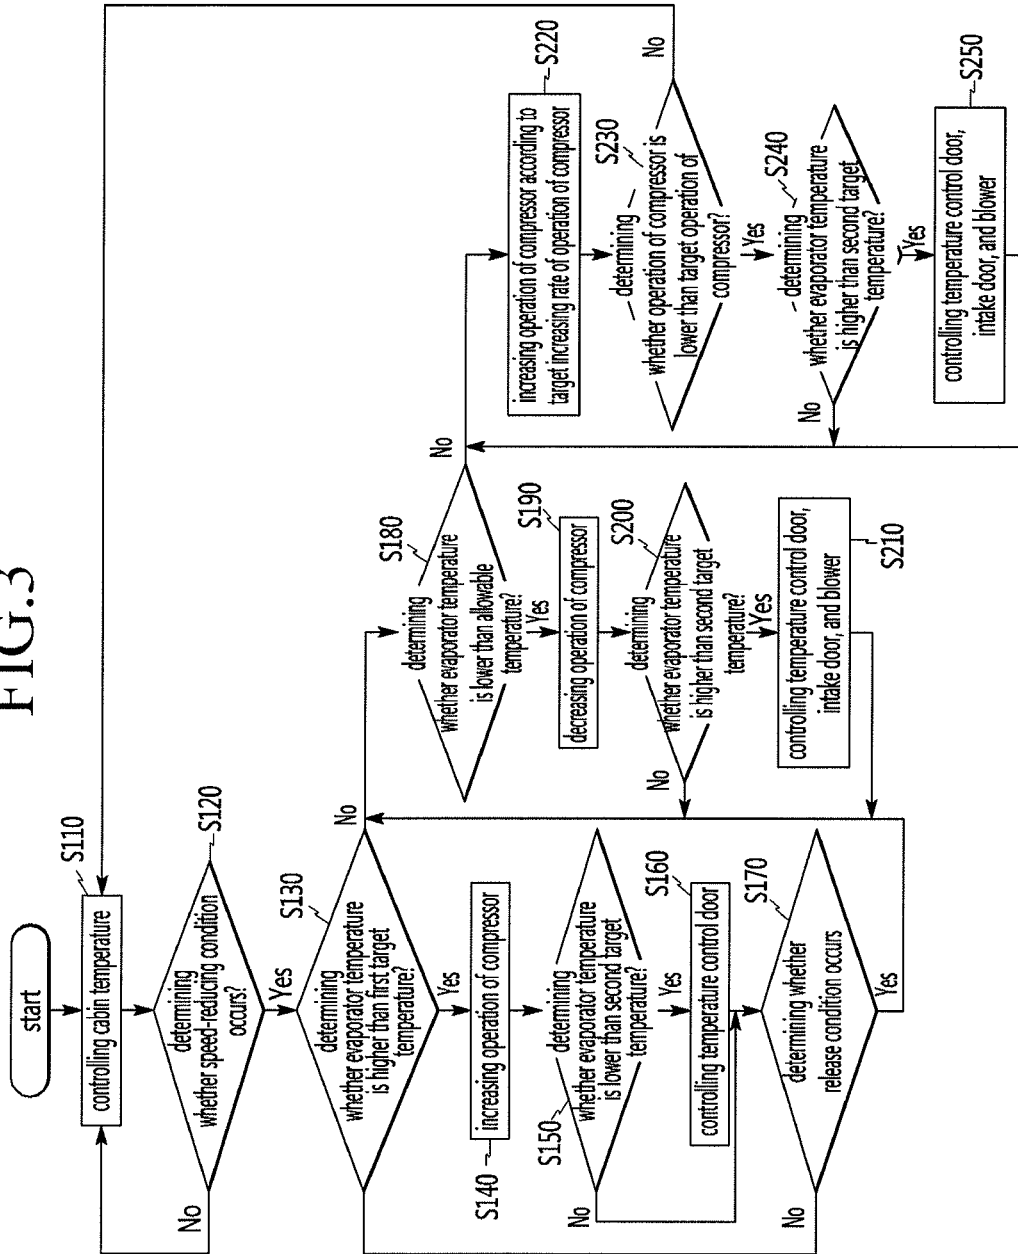 FIG.3
start
S110
controlling cabin temperature
S120
determining
whether speed-reducing condition
occurs?
No
Yes
S130
determining
whether evaporator temperature
is higher than first target
temperature?
No
Yes
S140
increasing operation of compressor
S150
determining
whether evaporator temperature
is lower than second target
temperature?
No
Yes
S160
controlling temperature control door
S170
determining whether
release condition occurs
No
Yes
S180
determining
whether evaporator temperature
is lower than allowable
temperature?
No
Yes
S190
decreasing operation of compressor
S200
determining
whether evaporator temperature
is higher than second target
temperature?
No
Yes
S210
controlling temperature control door,
intake door, and blower
S220
increasing operation of compressor according to
target increasing rate of operation of compressor
S230
determining
whether operation of compressor is
lower than target operation of
compressor?
No
Yes
S240
determining
whether evaporator temperature
is higher than second target
temperature?
No
Yes
S250
controlling temperature control door,
intake door, and blower